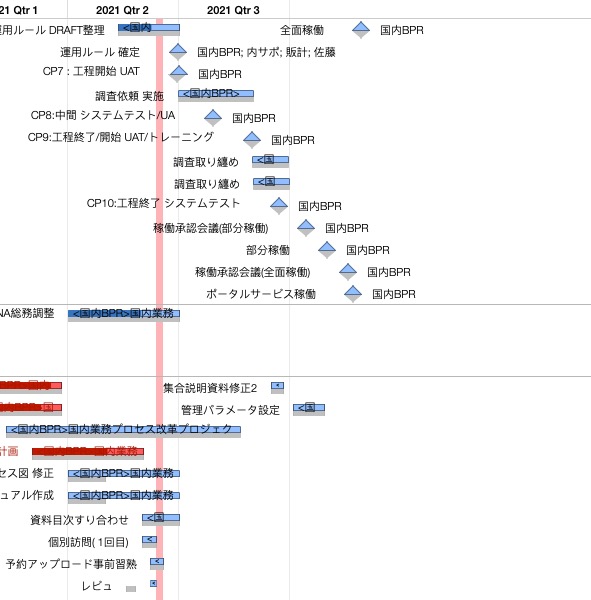 21 Qtr 1 2021 Qtr 2 2021 Qtr 3
用ルール DRAFT整理 <国内 全面稼働 国内BPR
運用ルール 確定 国内BPR; 内サポ; 販計; 佐藤
CP7 : 工程開始 UAT 国内BPR
調査依頼 実施 <国内BPR>
CP8:中間 システムテスト/UA 国内BPR
CP9:工程終了/開始 UAT/トレーニング 国内BPR
調査取り纏め <国
調査取り纏め <国
CP10:工程終了 システムテスト 国内BPR
稼働承認会議(部分稼働) 国内BPR
部分稼働 国内BPR
稼働承認会議(全面稼働) 国内BPR
ポータルサービス稼働 国内BPR
NA総務調整 <国内BPR>国内業務
集合説明資料修正2 <
管理パラメータ設定 <国
<国内BPR>国内業務プロセス改革プロジェク
計画 国内業務
セス図 修正 <国内BPR>国内業務
ュアル作成 <国内BPR>国内業務
資料目次すり合わせ <国
個別訪問( 1回目) <
予約アップロード事前習熟 <
レビュ <